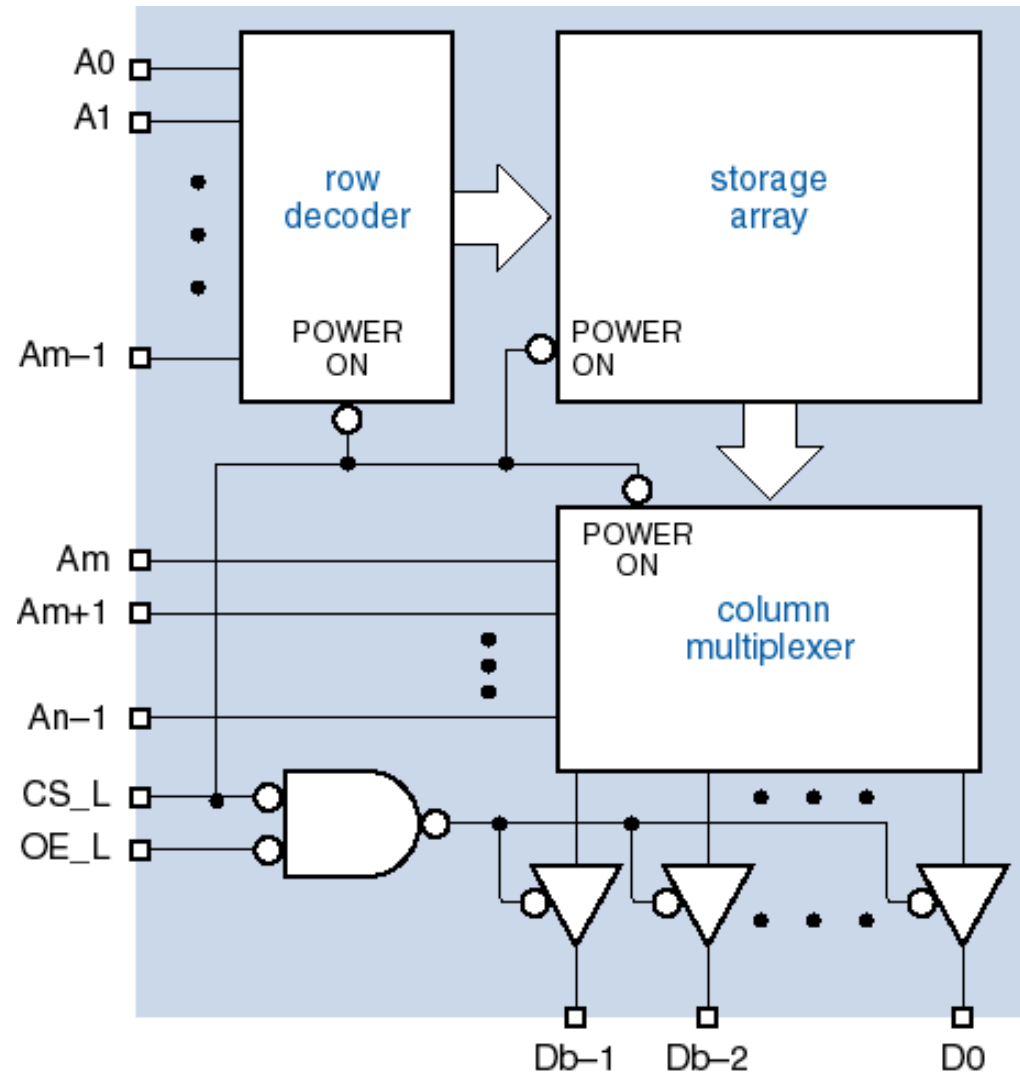 A0
A1
row
decoder
storage
array
Am–1
POWER
ON
POWER
ON
Am
Am+1
An–1
POWER
ON
column
multiplexer
CS_L
OE_L
Db–1
Db–2
D0